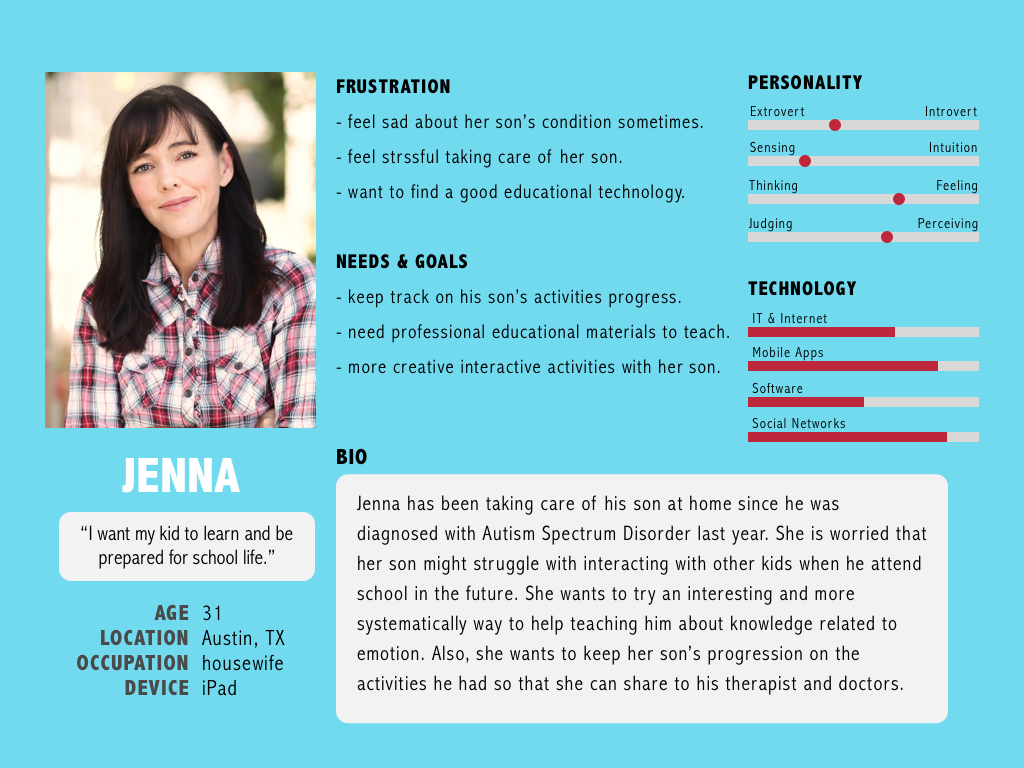 JENNA
“I want my kid to learn and be
prepared for school life.”
AGE 31
LOCATION Austin, TX
OCCUPATION housewife
DEVICE iPad
FRUSTRATION
- feel sad about her son’s condition sometimes.
- feel strssful taking care of her son.
- want to find a good educational technology.
NEEDS & GOALS
- keep track on his son’s activities progress.
- need professional educational materials to teach.
- more creative interactive activities with her son.
PERSONALITY
Extrovert Introvert
Sensing Intuition
Thinking Feeling
Judging Perceiving
TECHNOLOGY
IT & Internet
Mobile Apps
Software
Social Networks
BIO
Jenna has been taking care of his son at home since he was
diagnosed with Autism Spectrum Disorder last year. She is worried that
her son might struggle with interacting with other kids when he attend
school in the future. She wants to try an interesting and more
systematically way to help teaching him about knowledge related to
emotion. Also, she wants to keep her son’s progression on the
activities he had so that she can share to his therapist and doctors.